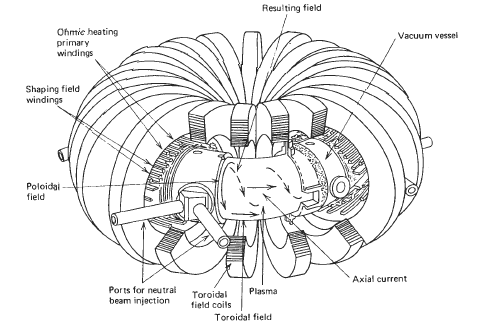 Resulting field
Ohmic heating
primary
windings
Vacuum vessel
Shaping field
windings
Poloidal
field
Ports for neutral
beam injection
Toroidal
field coils
Plasma
Axial current
Toroidal field